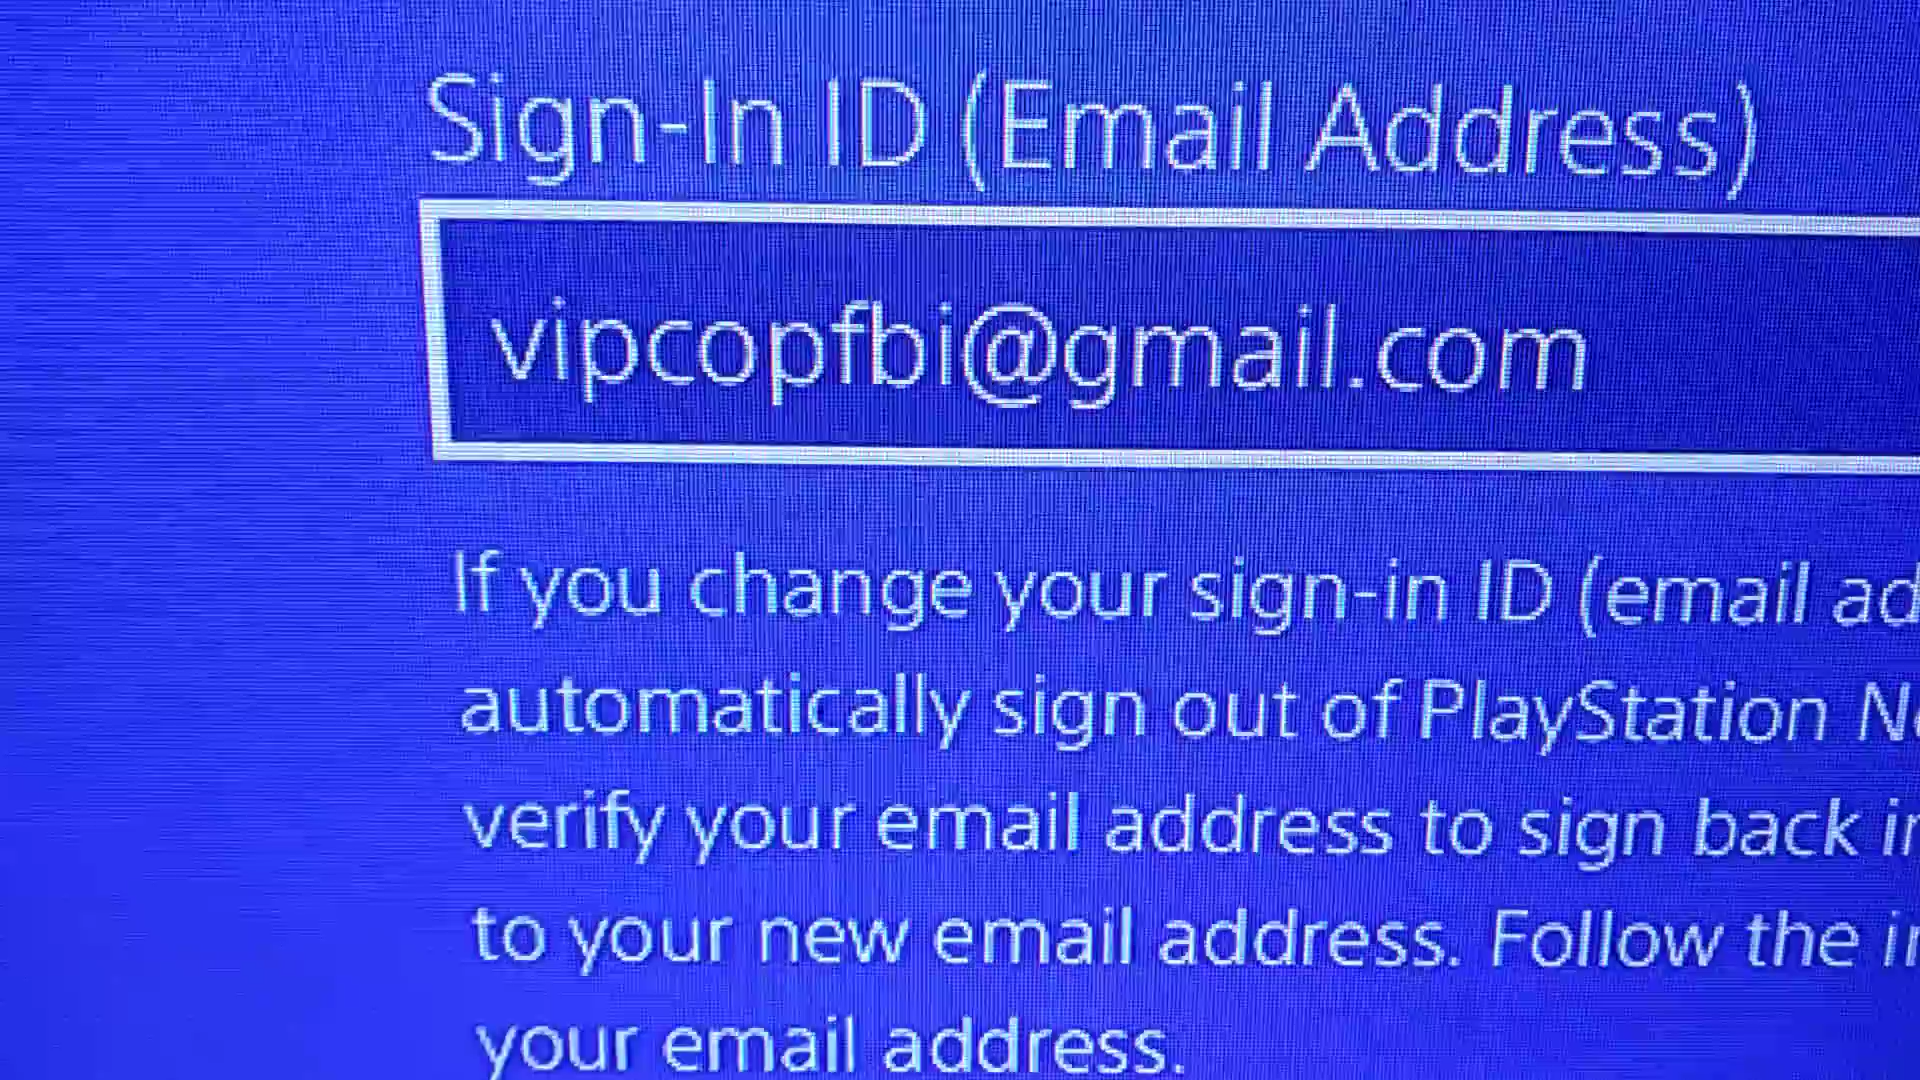 Sign-In ID (Email Address)
vipcopfbi@gmail.com
If you change your sign-in ID (email
automatically sign out of PlayStation
verify your email address to sign back
to your new email address. Follow the
your email address.